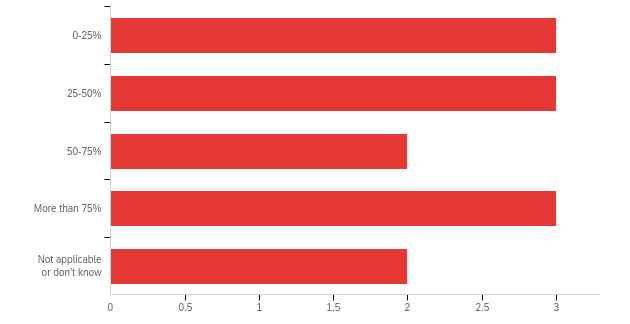 0-25%
25-50%
50-75%
More than 75%
Not applicable
or don't know
0 0.5 1 1.5 2 2.5 3